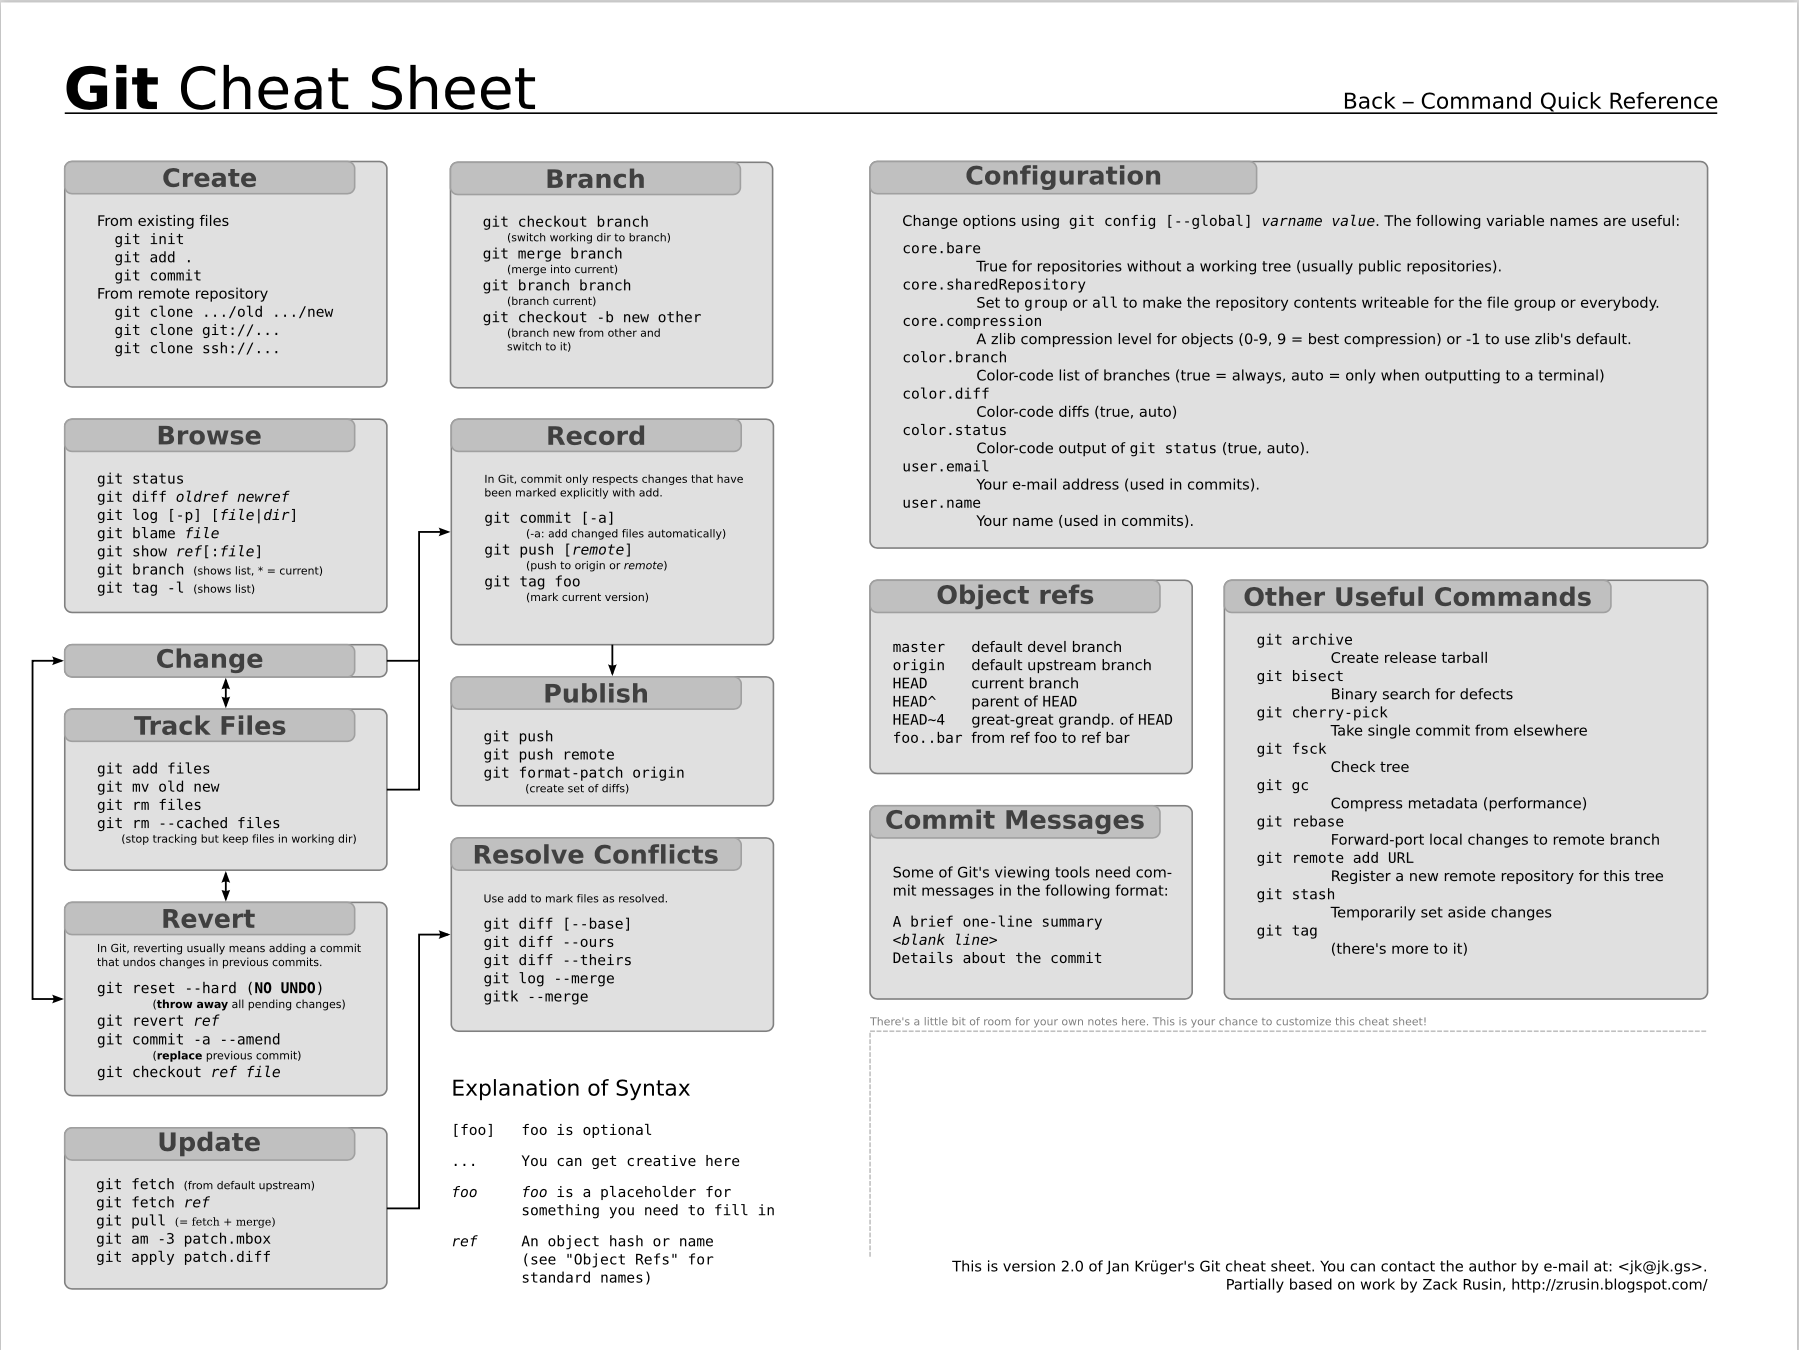 Git Cheat Sheet
Back – Command Quick Reference
Create
From existing files
git init
git add .
git commit
From remote repository
git clone .../old .../new
git clone git://...
git clone ssh://...
Branch
git checkout branch
(switch working dir to branch)
git merge branch
(merge into current)
git branch branch
(branch current)
git checkout -b new other
(branch new from other and
switch to it)
Browse
git status
git diff oldref newref
git log [-p] [file|dir]
git blame file
git show ref[:file]
git branch (shows list, * = current)
git tag -l (shows list)
Record
In Git, commit only respects changes that have
been marked explicitly with add.
git commit [-a]
(-a: add changed files automatically)
git push [remote]
(push to origin or remote)
git tag foo
(mark current version)
Change
Track Files
git add files
git mv old new
git rm files
git rm --cached files
(stop tracking but keep files in working dir)
Publish
git push
git push remote
git format-patch origin
(create set of diffs)
Revert
In Git, reverting usually means adding a commit
that undos changes in previous commits.
git reset --hard (NO UNDO)
(throw away all pending changes)
git revert ref
git commit -a --amend
(replace previous commit)
git checkout ref file
Resolve Conflicts
Use add to mark files as resolved.
git diff [--base]
git diff --ours
git diff --theirs
git log --merge
gitk --merge
Update
git fetch (from default upstream)
git fetch ref
git pull (= fetch + merge)
git am -3 patch.mbox
git apply patch.diff
Explanation of Syntax
[foo] foo is optional
... You can get creative here
foo foo is a placeholder for
something you need to fill in
ref An object hash or name
(see "Object Refs" for
standard names)
Configuration
Change options using git config [--global] varname value. The following variable names are useful:
core.bare
True for repositories without a working tree (usually public repositories).
core.sharedRepository
Set to group or all to make the repository contents writeable for the file group or everybody.
core.compression
A zlib compression level for objects (0-9, 9 = best compression) or -1 to use zlib's default.
color.branch
Color-code list of branches (true = always, auto = only when outputting to a terminal)
color.diff
Color-code diffs (true, auto)
color.status
Color-code output of git status (true, auto).
user.email
Your e-mail address (used in commits).
user.name
Your name (used in commits).
Object refs
master default devel branch
origin default upstream branch
HEAD current branch
HEAD^ parent of HEAD
HEAD~4 great-great grandp. of HEAD
foo..bar from ref foo to ref bar
Commit Messages
Some of Git's viewing tools need com-
mit messages in the following format:
A brief one-line summary
<blank line>
Details about the commit
Other Useful Commands
git archive
Create release tarball
git bisect
Binary search for defects
git cherry-pick
Take single commit from elsewhere
git fsck
Check tree
git gc
Compress metadata (performance)
git rebase
Forward-port local changes to remote branch
git remote add URL
Register a new remote repository for this tree
git stash
Temporarily set aside changes
git tag
(there's more to it)
There's a little bit of room for your own notes here. This is your chance to customize this cheat sheet!
This is version 2.0 of Jan Krüger's Git cheat sheet. You can contact the author by e-mail at: <jk@jk.gs>.
Partially based on work by Zack Rusin, http://zrusin.blogspot.com/